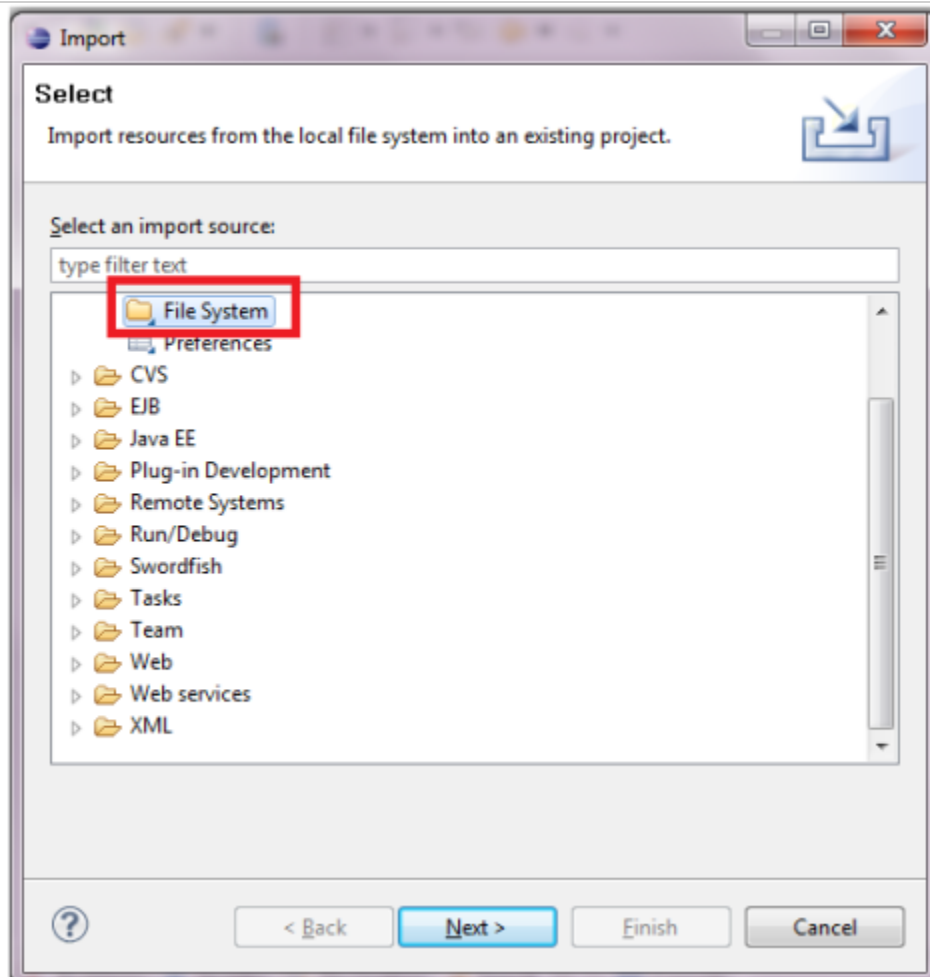 Import
Select
Import resources from the local file system into an existing project.
Select an import source:
type filter text
File System
Preferences
CVS
EJB
Java EE
Plug-in Development
Remote Systems
Run/Debug
Swordfish
Tasks
Team
Web
Web services
XML
?
< Back
Next >
Finish
Cancel